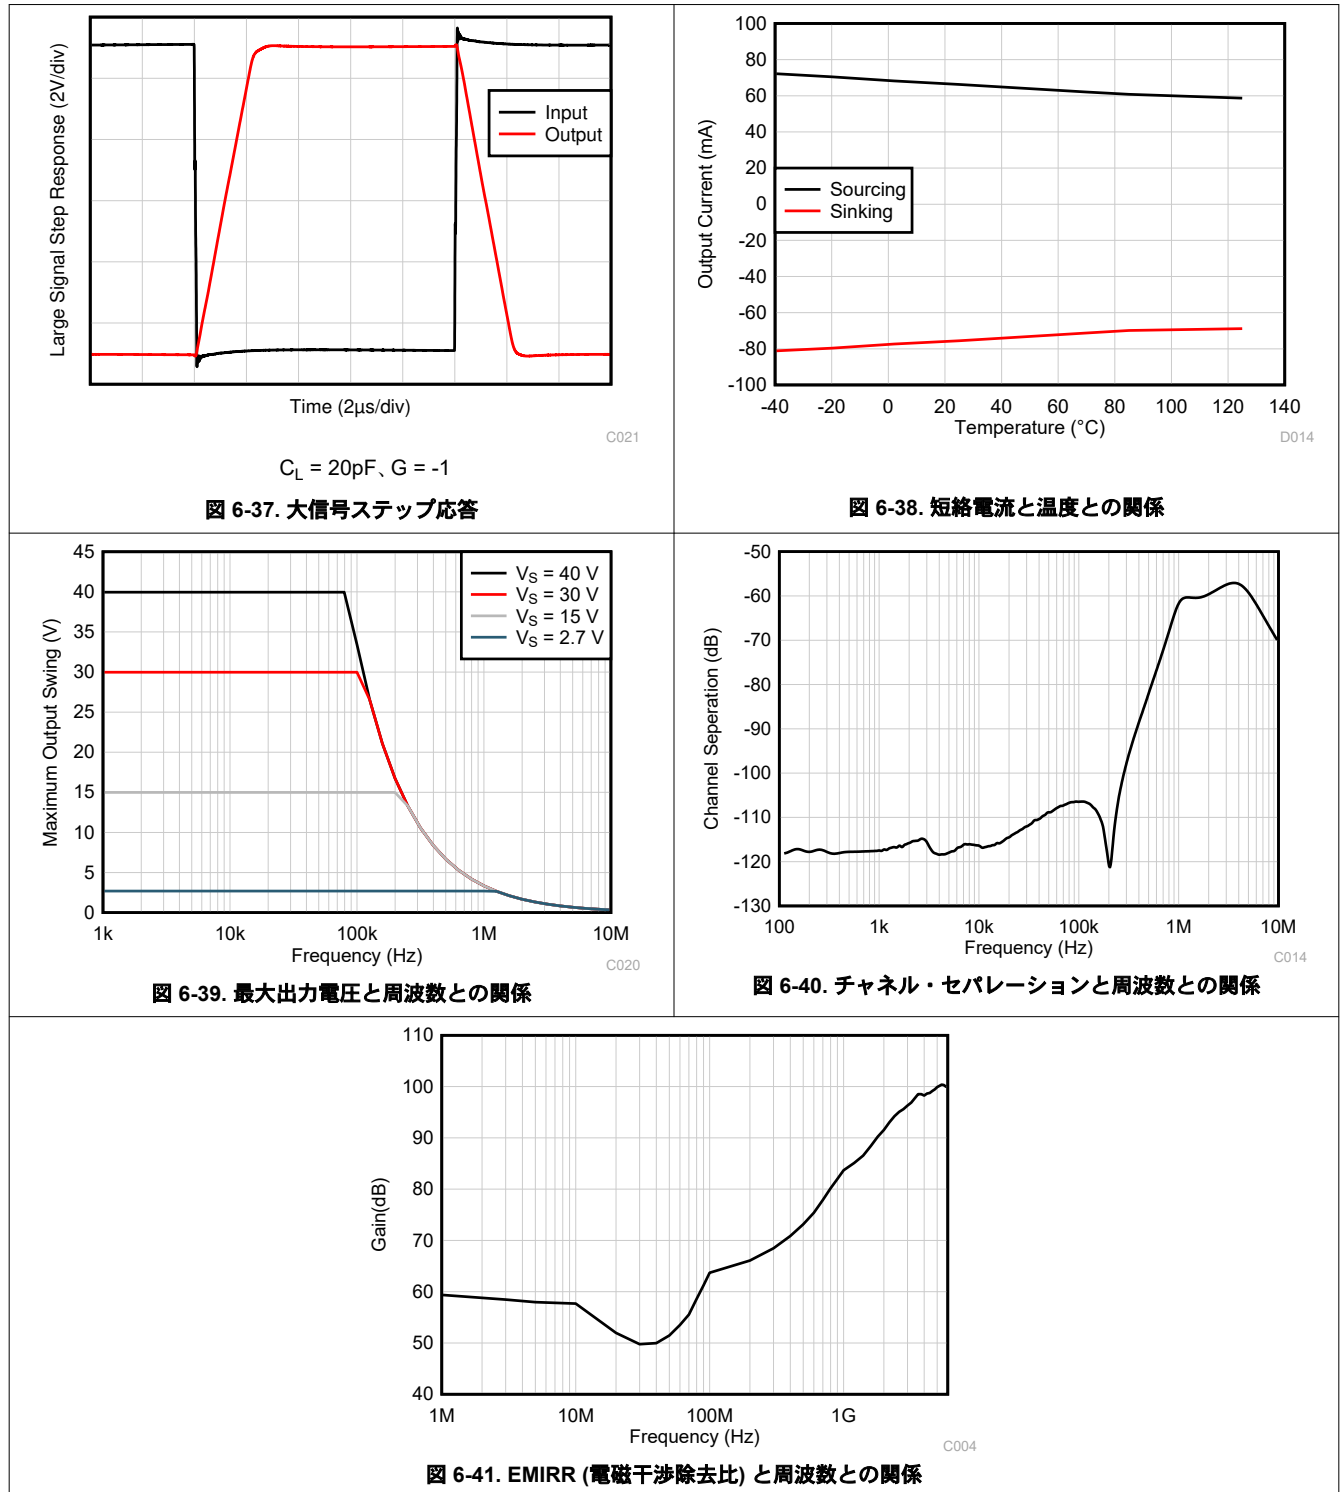 Large Signal Step Response (2V/div)
Input
Output
Time (2µs/div)
C021
C_L = 20pF、G = -1
図 6-37. 大信号ステップ応答
100
80
60
40
20
0
-20
-40
-60
-80
-100
Output Current (mA)
Sourcing
Sinking
-40 -20 0 20 40 60 80 100 120 140
Temperature (°C)
D014
図 6-38. 短絡電流と温度との関係
45
40
35
30
25
20
15
10
5
0
Maximum Output Swing (V)
V_S = 40 V
V_S = 30 V
V_S = 15 V
V_S = 2.7 V
1k 10k 100k 1M 10M
Frequency (Hz)
C020
図 6-39. 最大出力電圧と周波数との関係
-50
-60
-70
-80
-90
-100
-110
-120
-130
Channel Seperation (dB)
100 1k 10k 100k 1M 10M
Frequency (Hz)
C014
図 6-40. チャネル・セパレーションと周波数との関係
110
100
90
80
70
60
50
40
Gain(dB)
1M 10M 100M 1G
Frequency (Hz)
C004
図 6-41. EMIRR (電磁干渉除去比) と周波数との関係